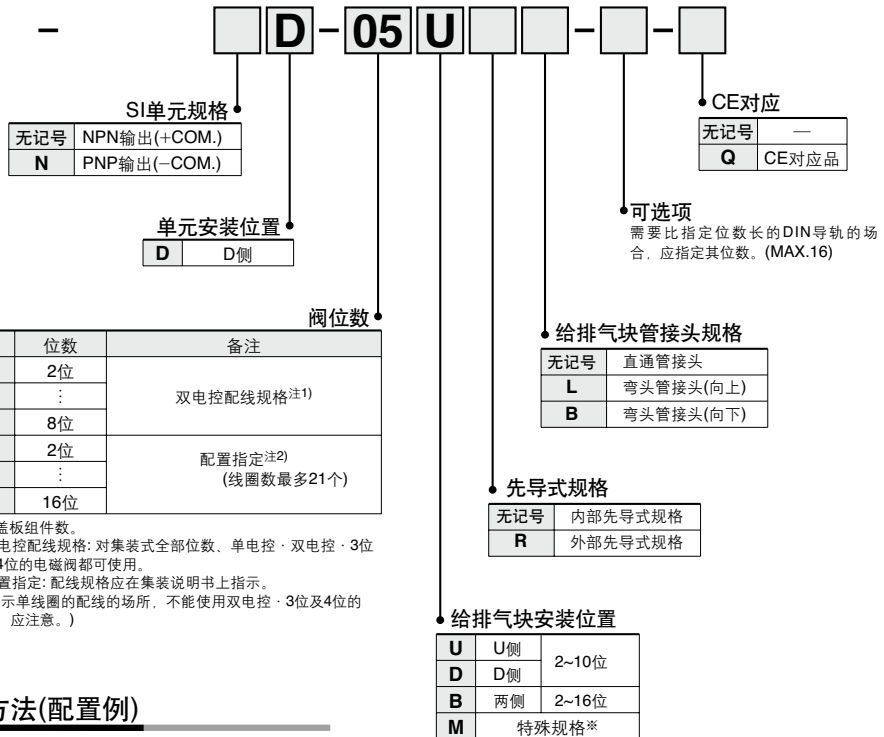 – D – 05 U – –
SI单元规格
无记号 NPN输出(+COM.)
N PNP输出(−COM.)
CE对应
无记号 —
Q CE对应品
单元安装位置
D D侧
可选项
需要比指定位数长的DIN导轨的场
合，应指定其位数。(MAX.16)
阀位数
位数 备注
2位
⋮
8位
双电控配线规格注1)
2位
⋮
16位
配置指定注2)
(线圈数最多21个)
盖板组件数。
电控配线规格: 对集装式全部位数、单电控 · 双电控 · 3位
4位的电磁阀都可使用。
置指定: 配线规格应在集装说明书上指示。
示单线圈的配线的场所，不能使用双电控 · 3位及4位的
应注意。)
给排气块管接头规格
无记号 直通管接头
L 弯头管接头(向上)
B 弯头管接头(向下)
先导式规格
无记号 内部先导式规格
R 外部先导式规格
给排气块安装位置
U U侧 2~10位
D D侧
B 两侧 2~16位
M 特殊规格※
方法(配置例)